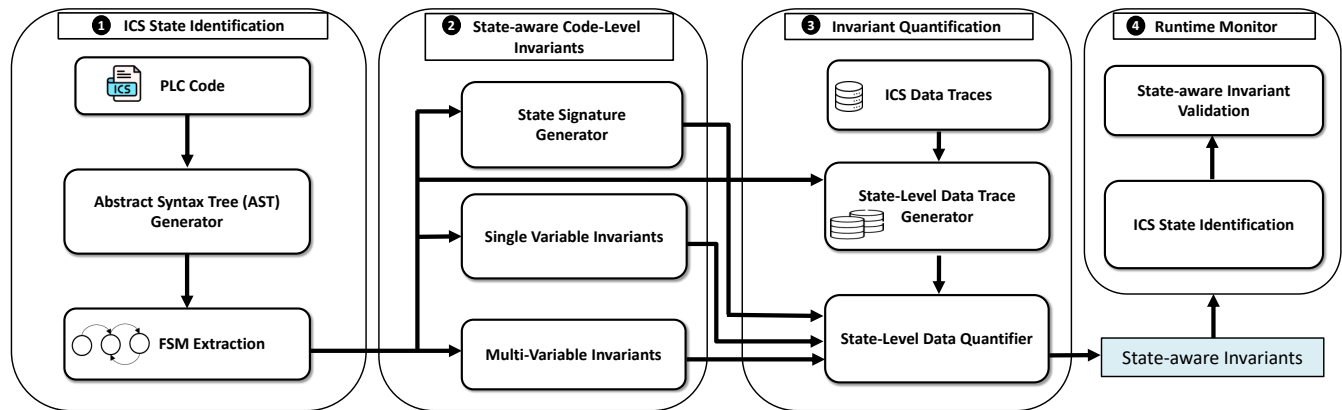 1 ICS State Identification
ICS
PLC Code
Abstract Syntax Tree (AST)
Generator
FSM Extraction
2 State-aware Code-Level
Invariants
State Signature
Generator
Single Variable Invariants
Multi-Variable Invariants
3 Invariant Quantification
ICS Data Traces
State-Level Data Trace
Generator
State-Level Data Quantifier
4 Runtime Monitor
State-aware Invariant
Validation
ICS State Identification
State-aware Invariants